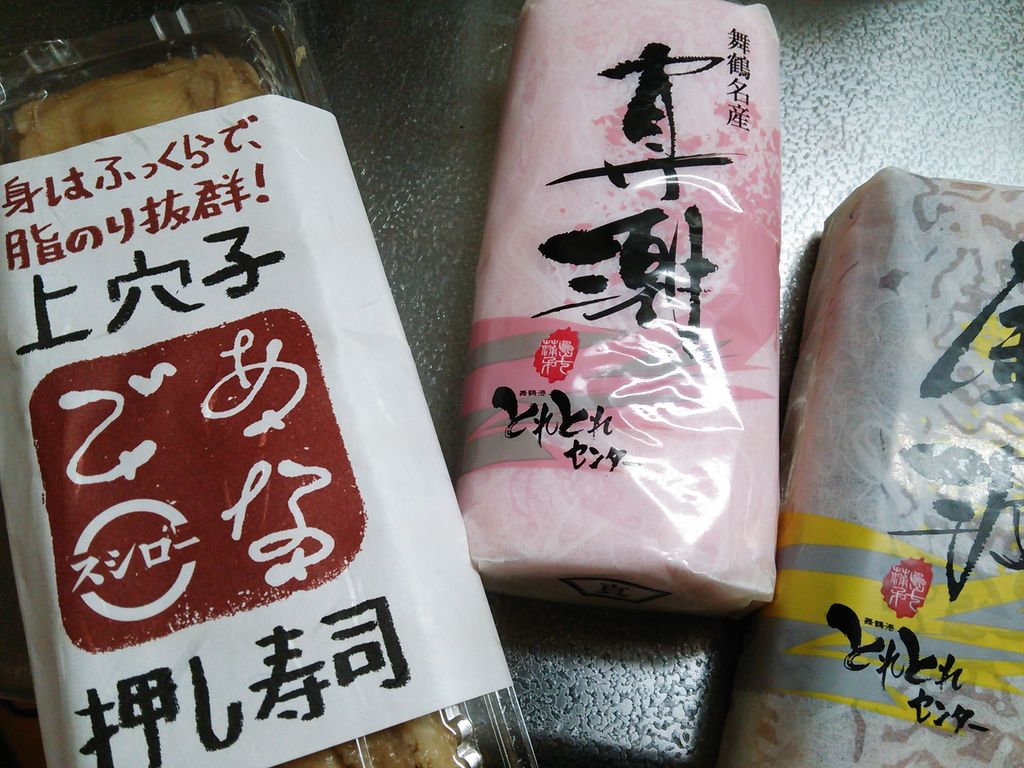 身はふっくらで、
脂のり抜群!
上穴子
あなご
スシロー
押し寿司
舞鶴名産
舞鶴港
とれとれ
センター
真
舞鶴港
とれとれ
センター